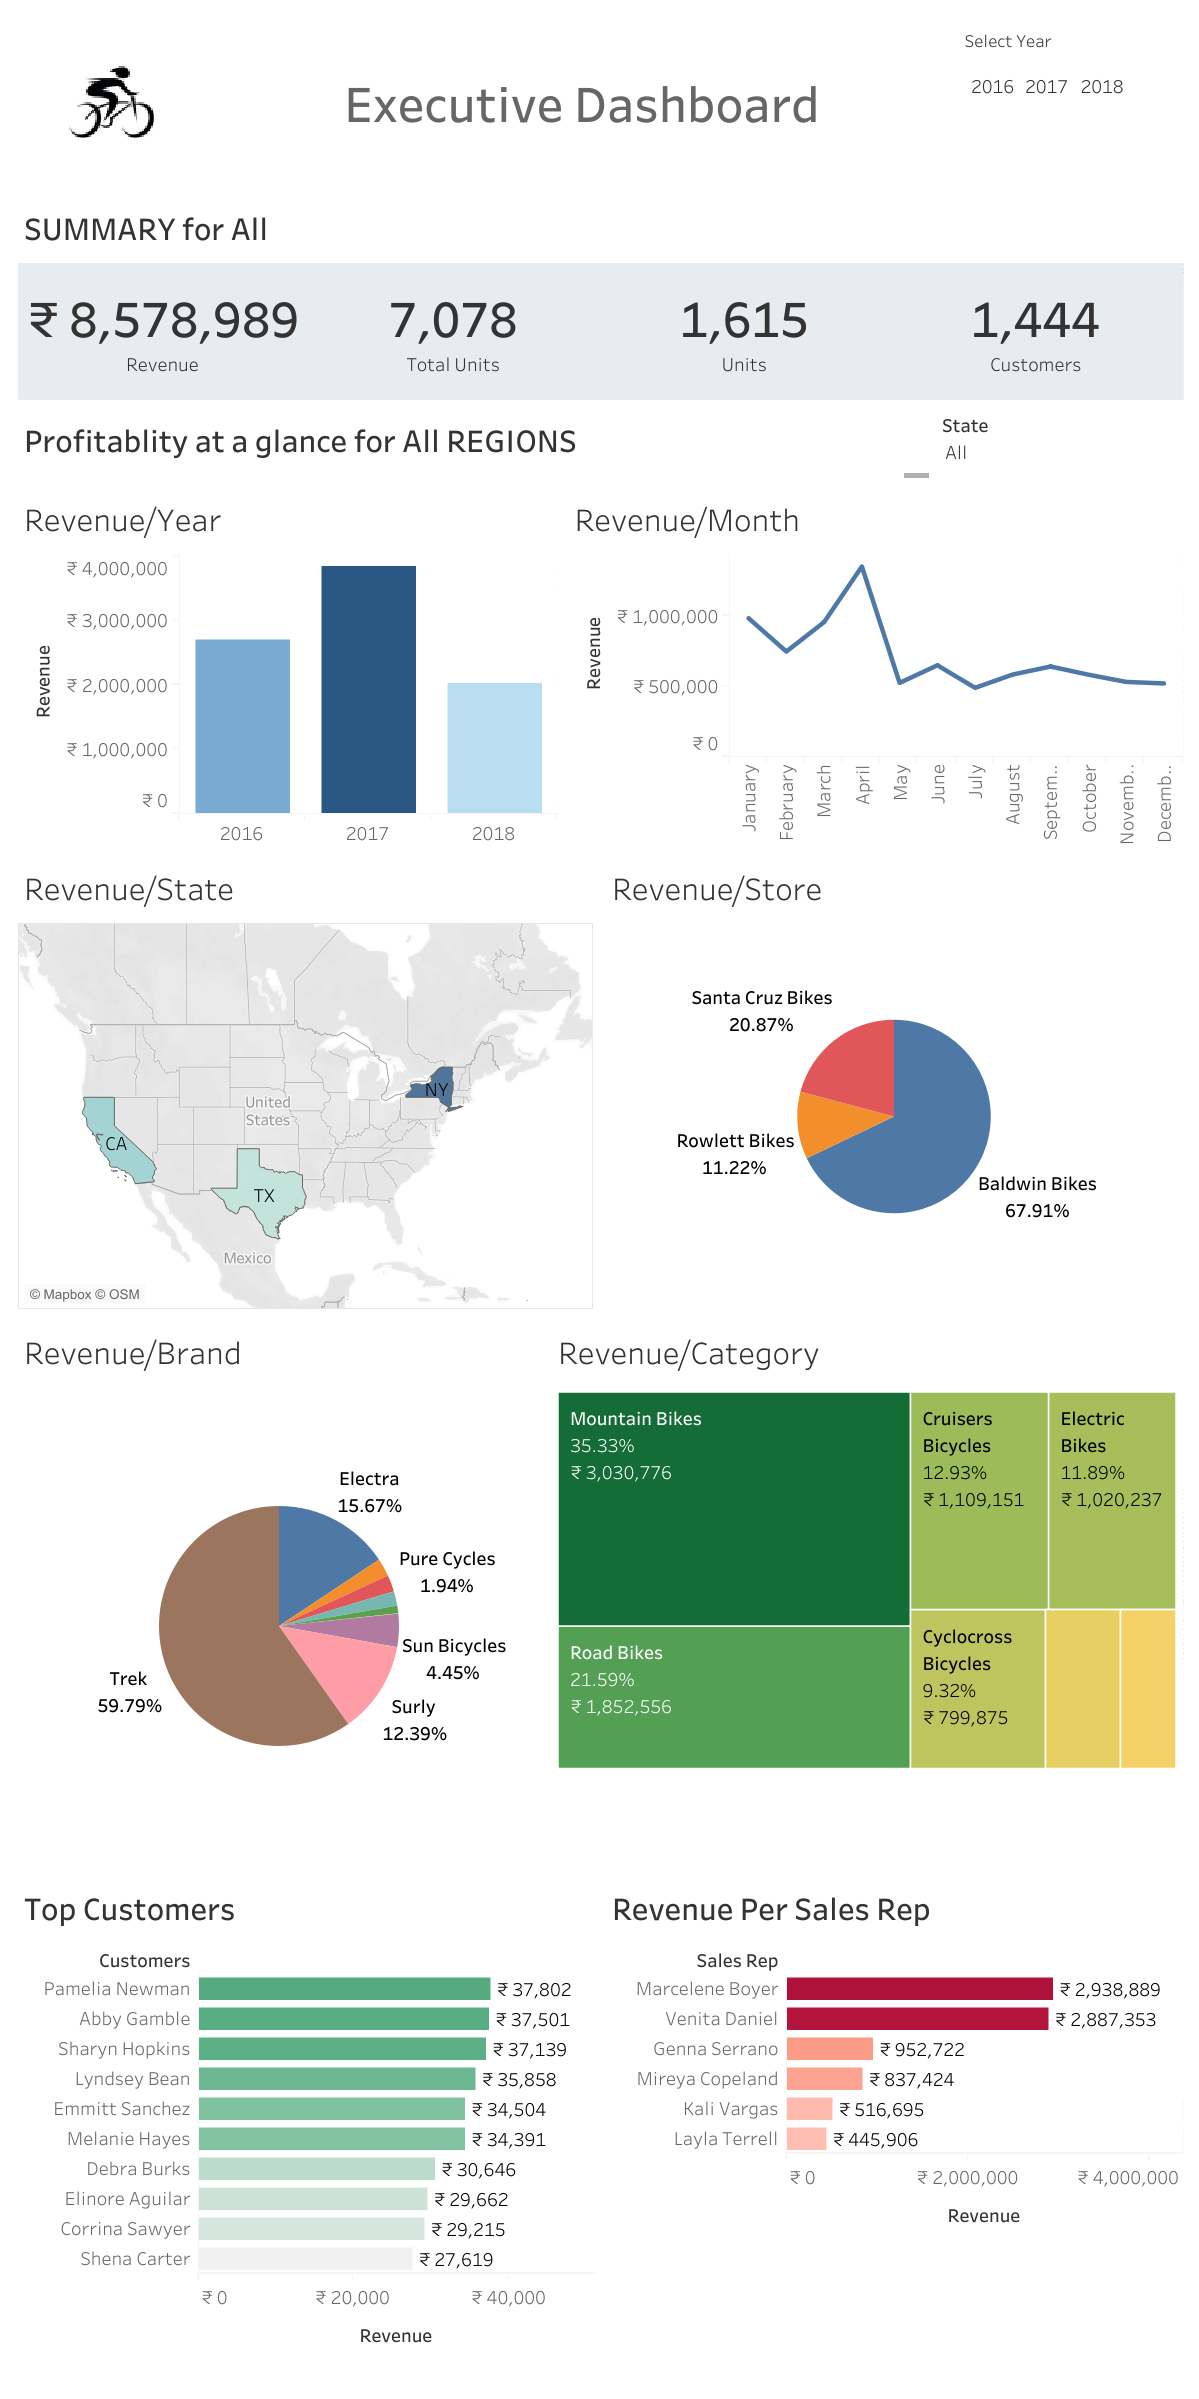 Select Year
2016 2017 2018
Executive Dashboard
SUMMARY for All
₹ 8,578,989
Revenue
7,078
Total Units
1,615
Units
1,444
Customers
Profitablity at a glance for All REGIONS
State
All
Revenue/Year
Revenue
₹ 4,000,000
₹ 3,000,000
₹ 2,000,000
₹ 1,000,000
₹ 0
2016 2017 2018
Revenue/Month
Revenue
₹ 1,000,000
₹ 500,000
₹ 0
January
February
March
April
May
June
July
August
Septem..
October
Novemb..
Decemb..
Revenue/State
United
States
NY
CA
TX
Mexico
© Mapbox © OSM
Revenue/Store
Santa Cruz Bikes
20.87%
Rowlett Bikes
11.22%
Baldwin Bikes
67.91%
Revenue/Brand
Electra
15.67%
Pure Cycles
1.94%
Sun Bicycles
4.45%
Surly
12.39%
Trek
59.79%
Revenue/Category
Mountain Bikes
35.33%
₹ 3,030,776
Road Bikes
21.59%
₹ 1,852,556
Cruisers
Bicycles
12.93%
₹ 1,109,151
Electric
Bikes
11.89%
₹ 1,020,237
Cyclocross
Bicycles
9.32%
₹ 799,875
Top Customers
Customers
Pamelia Newman ₹ 37,802
Abby Gamble ₹ 37,501
Sharyn Hopkins ₹ 37,139
Lyndsey Bean ₹ 35,858
Emmitt Sanchez ₹ 34,504
Melanie Hayes ₹ 34,391
Debra Burks ₹ 30,646
Elinore Aguilar ₹ 29,662
Corrina Sawyer ₹ 29,215
Shena Carter ₹ 27,619
₹ 0 ₹ 20,000 ₹ 40,000
Revenue
Revenue Per Sales Rep
Sales Rep
Marcelene Boyer ₹ 2,938,889
Venita Daniel ₹ 2,887,353
Genna Serrano ₹ 952,722
Mireya Copeland ₹ 837,424
Kali Vargas ₹ 516,695
Layla Terrell ₹ 445,906
₹ 0 ₹ 2,000,000 ₹ 4,000,000
Revenue